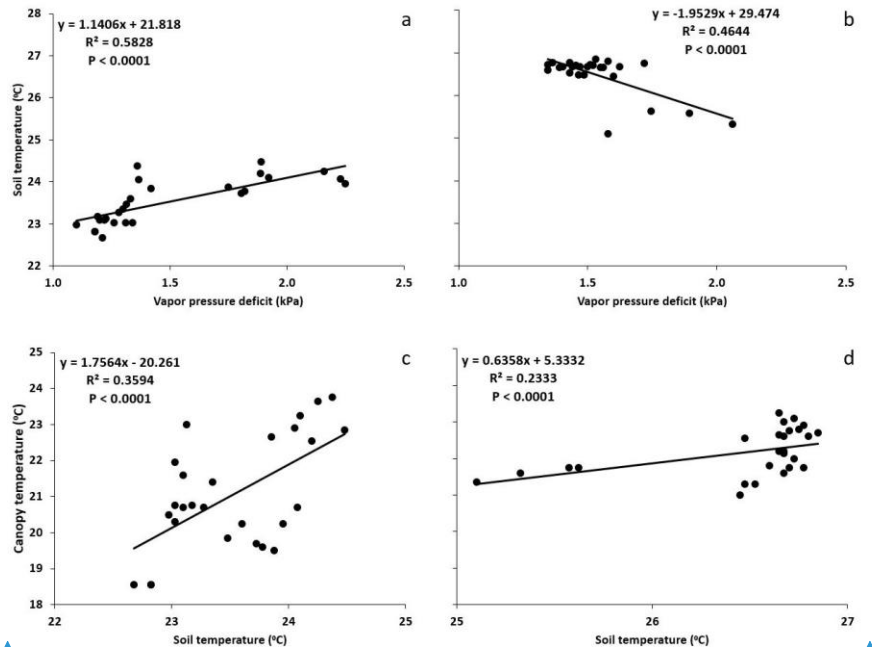 y = 1.1406x + 21.818
R² = 0.5828
P < 0.0001
a
28
27
26
25
24
23
22
Soil temperature (ºC)
1.0
1.5
2.0
2.5
Vapor pressure deficit (kPa)
y = -1.9529x + 29.474
R² = 0.4644
P < 0.0001
b
1.0
1.5
2.0
2.5
Vapor pressure deficit (kPa)
y = 1.7564x - 20.261
R² = 0.3594
P < 0.0001
c
25
24
23
22
21
20
19
18
Canopy temperature (ºC)
22
23
24
25
Soil temperature (ºC)
y = 0.6358x + 5.3332
R² = 0.2333
P < 0.0001
d
25
26
27
Soil temperature (ºC)